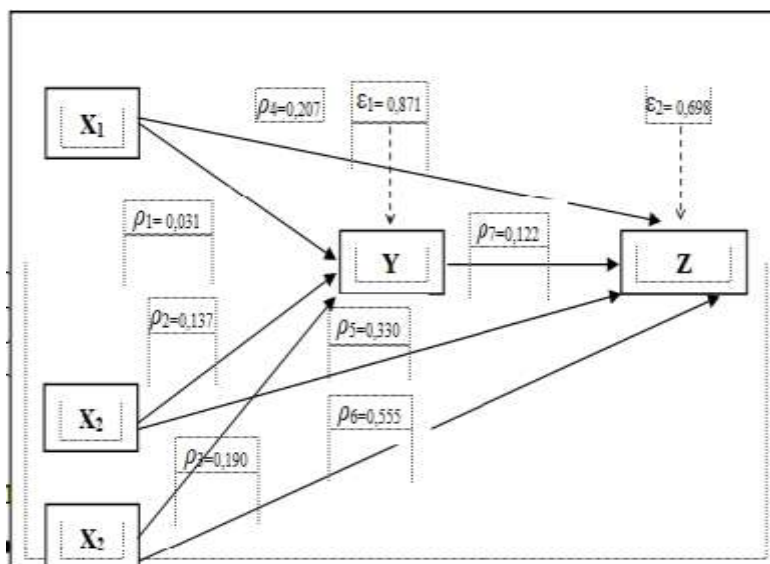 ρ4=0,207
ε1= 0,871
ε2= 0,698
X1
ρ1= 0,031
ρ7=0,122
Y
Z
ρ2=0,137
ρ5=0,330
X2
ρ6=0,555
ρ3=0,190
X2